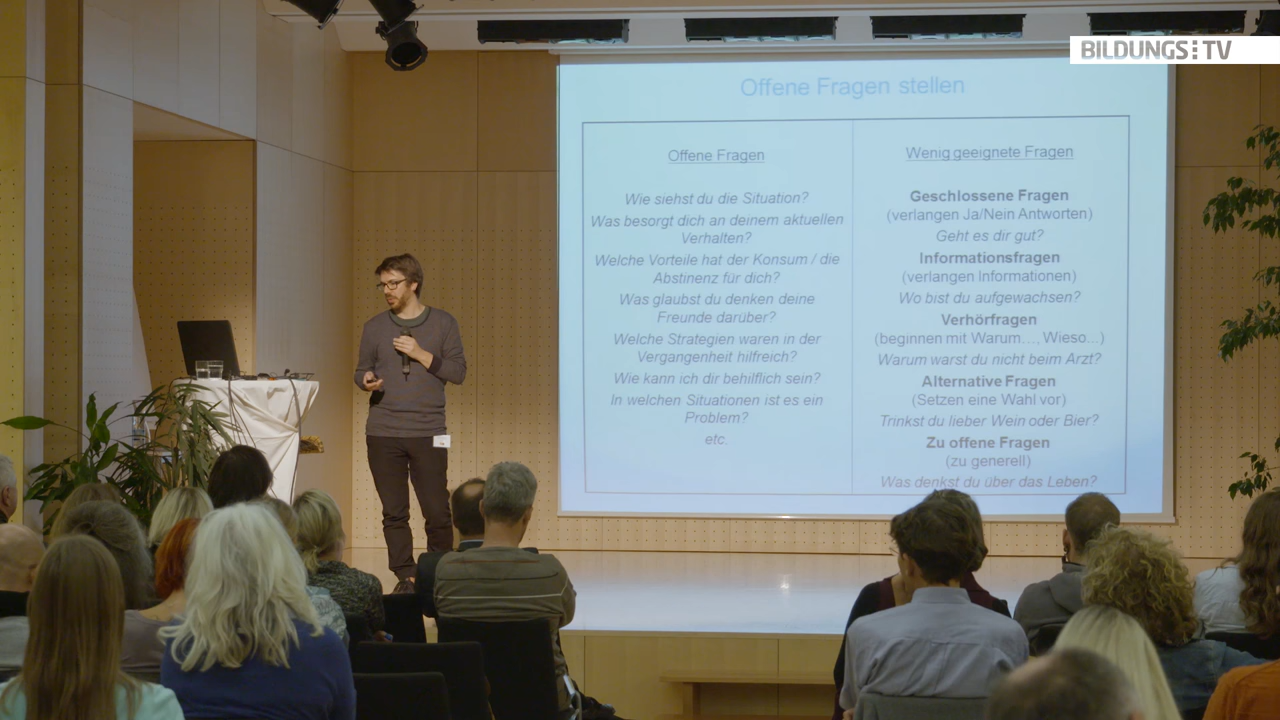 BILDUNGS TV
Offene Fragen stellen
Offene Fragen
Wie siehst du die Situation?
Was besorgt dich an deinem aktuellen
Verhalten?
Welche Vorteile hat der Konsum / die
Abstinenz für dich?
Was glaubst du denken deine
Freunde darüber?
Welche Strategien waren in der
Vergangenheit hilfreich?
Wie kann ich dir behilflich sein?
In welchen Situationen ist es ein
Problem?
etc.
Wenig geeignete Fragen
Geschlossene Fragen
(verlangen Ja/Nein Antworten)
Geht es dir gut?
Informationsfragen
(verlangen Informationen)
Wo bist du aufgewachsen?
Verhörfragen
(beginnen mit Warum…, Wieso...)
Warum warst du nicht beim Arzt?
Alternative Fragen
(Setzen eine Wahl vor)
Trinkst du lieber Wein oder Bier?
Zu offene Fragen
(zu generell)
Was denkst du über das Leben?